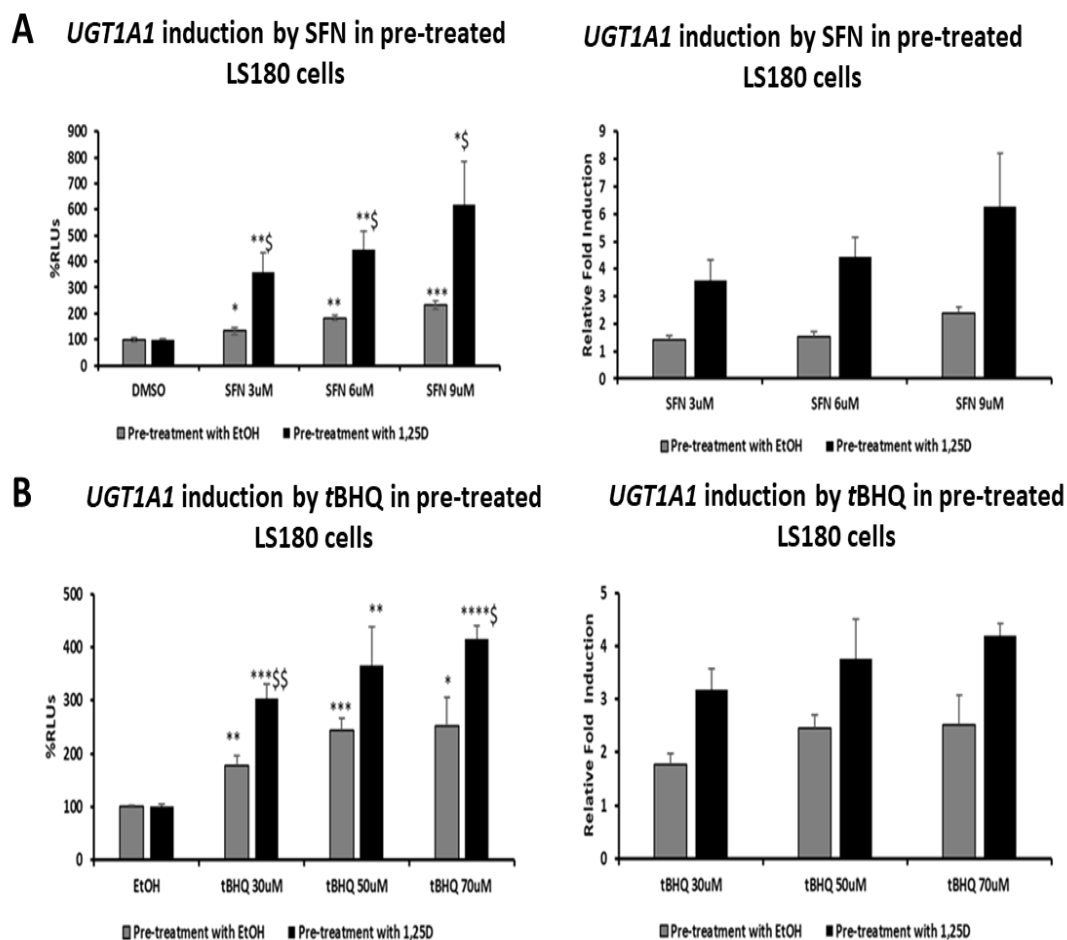 A
UGT1A1 induction by SFN in pre-treated
LS180 cells
%RLUs
900
800
700
600
500
400
300
200
100
0
*
**$
**
**$
***
*$
DMSO
SFN 3uM
SFN 6uM
SFN 9uM
Pre-treatment with EtOH
Pre-treatment with 1,25D
UGT1A1 induction by SFN in pre-treated
LS180 cells
Relative Fold Induction
9
8
7
6
5
4
3
2
1
0
SFN 3uM
SFN 6uM
SFN 9uM
Pre-treatment with EtOH
Pre-treatment with 1,25D
B
UGT1A1 induction by tBHQ in pre-treated
LS180 cells
%RLUs
500
400
300
200
100
0
**
***$$
***
**
*
****$
EtOH
tBHQ 30uM
tBHQ 50uM
tBHQ 70uM
Pre-treatment with EtOH
Pre-treatment with 1,25D
UGT1A1 induction by tBHQ in pre-treated
LS180 cells
Relative Fold Induction
5
4
3
2
1
0
tBHQ 30uM
tBHQ 50uM
tBHQ 70uM
Pre-treatment with EtOH
Pre-treatment with 1,25D